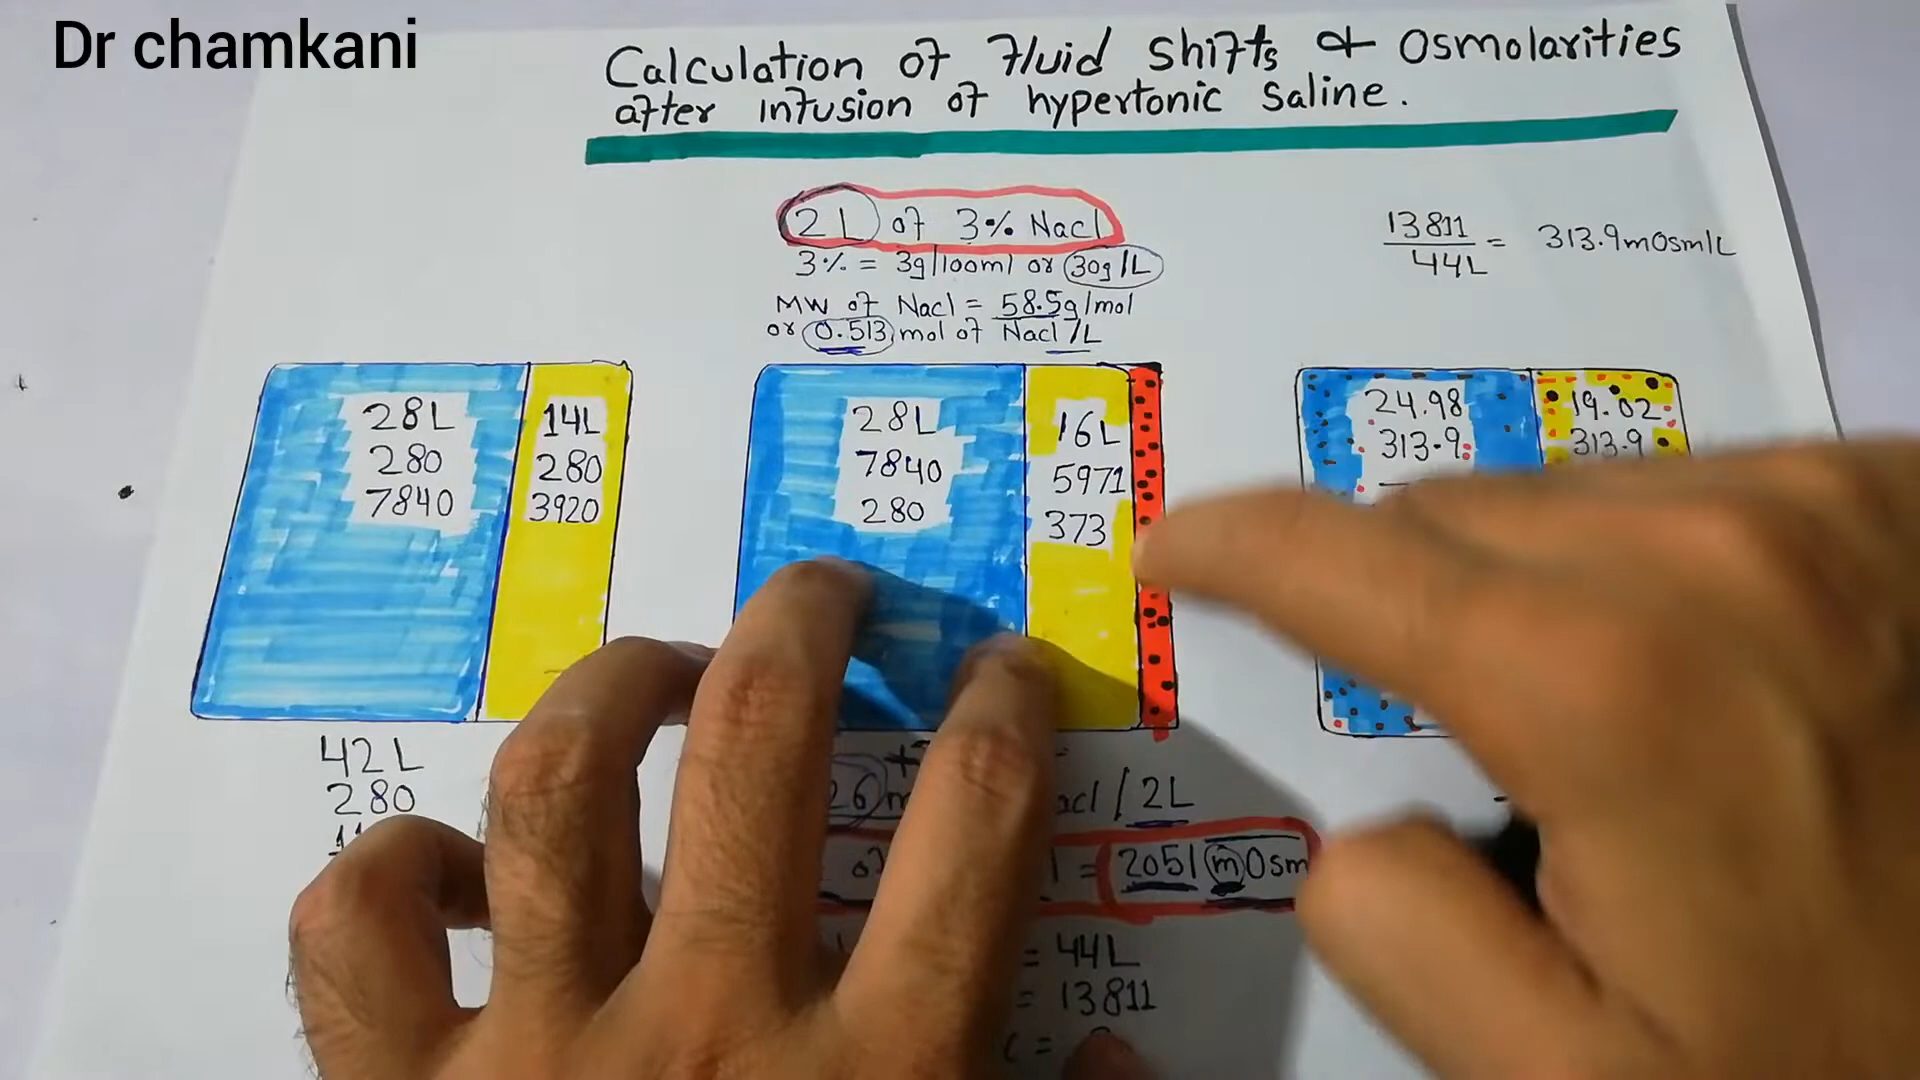 Dr chamkani
Calculation of Fluid Shifts & Osmolarities
after infusion of hypertonic Saline.
2L of 3% Nacl
3% = 3g/100ml or 30g/L
MW of Nacl = 58.5g/mol
or 0.513 mol of Nacl/L
13811
44L
= 313.9mOsm/L
28L
280
7840
14L
280
3920
28L
7840
280
16L
5971
373
24.98
313.9
19.02
313.9
42L
280
/ 2L
= 2051 mOsm
= 44L
= 13811